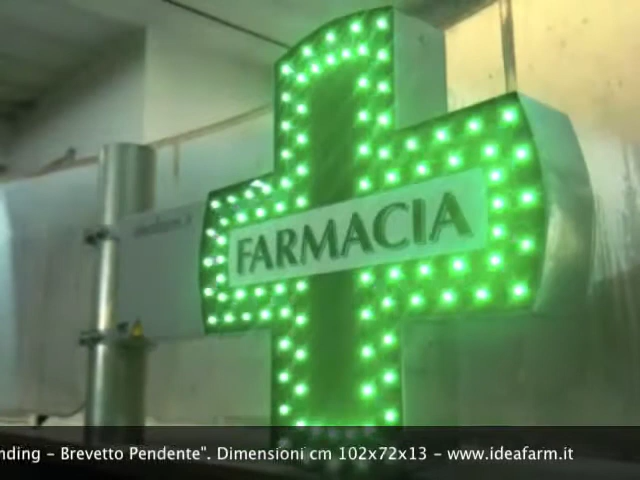 FARMACIA
nding – Brevetto Pendente". Dimensioni cm 102x72x13 – www.ideafarm.it